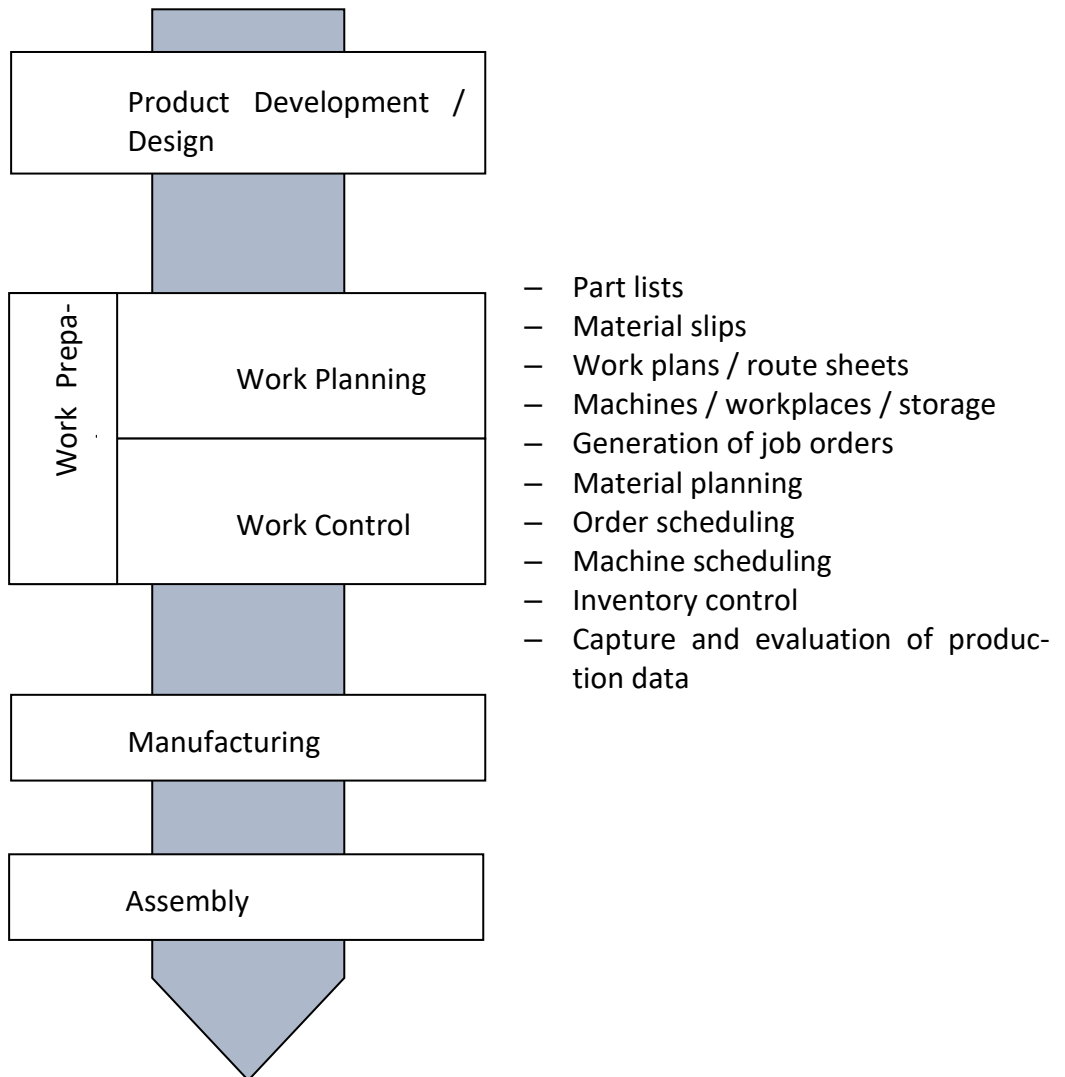 Product Development /
Design
Work Prepa-
Work Planning
Work Control
– Part lists
– Material slips
– Work plans / route sheets
– Machines / workplaces / storage
– Generation of job orders
– Material planning
– Order scheduling
– Machine scheduling
– Inventory control
– Capture and evaluation of produc-
tion data
Manufacturing
Assembly